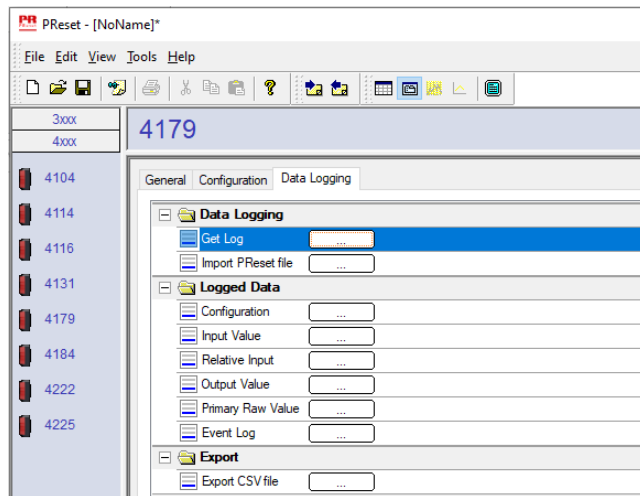 PR PReset - [NoName]*
File Edit View Tools Help
3xxx
4xxx
4179
4104
4114
4116
4131
4179
4184
4222
4225
General Configuration Data Logging
Data Logging
Get Log ...
Import PReset file ...
Logged Data
Configuration ...
Input Value ...
Relative Input ...
Output Value ...
Primary Raw Value ...
Event Log ...
Export
Export CSV file ...